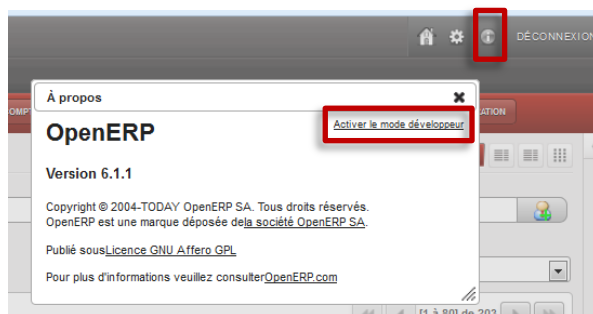 DÉCONNEXION
COMP
ATION
À propos
OpenERP
Activer le mode développeur
Version 6.1.1
Copyright © 2004-TODAY OpenERP SA. Tous droits réservés.
OpenERP est une marque déposée dela société OpenERP SA.
Publié sousLicence GNU Affero GPL
Pour plus d'informations veuillez consulterOpenERP.com
[1 à 80] de 202